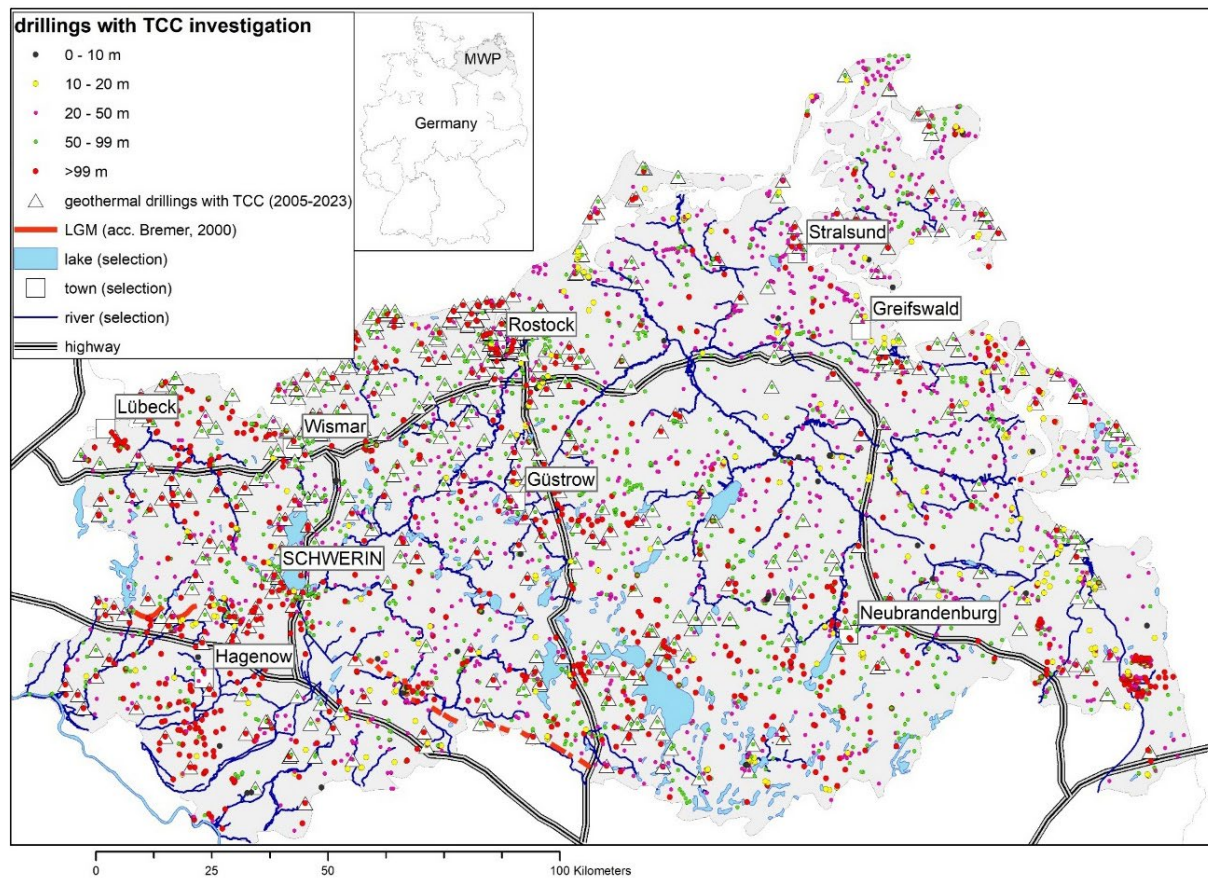 drillings with TCC investigation
0 - 10 m
10 - 20 m
20 - 50 m
50 - 99 m
>99 m
geothermal drillings with TCC (2005-2023)
LGM (acc. Bremer, 2000)
lake (selection)
town (selection)
river (selection)
highway
MWP
Germany
Stralsund
Greifswald
Rostock
Lübeck
Wismar
Güstrow
SCHWERIN
Neubrandenburg
Hagenow
0 25 50 100 Kilometers